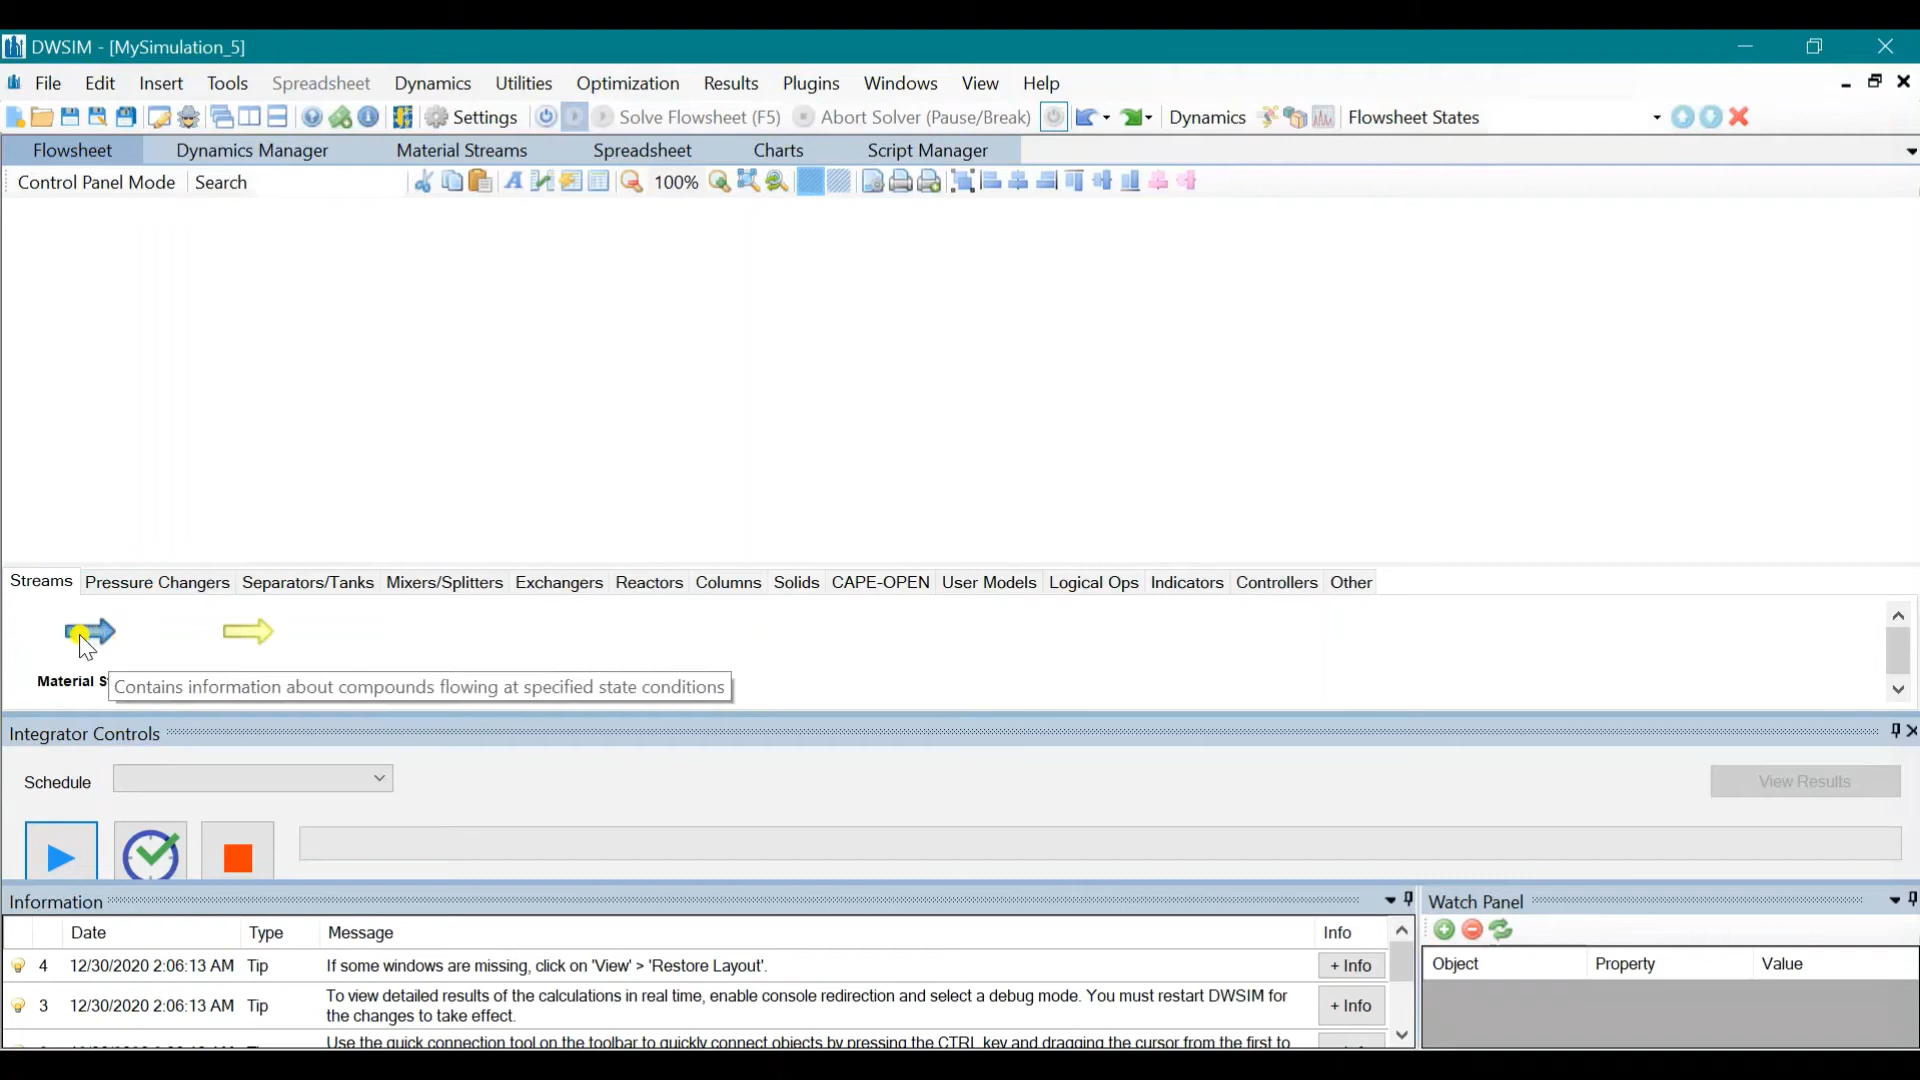 DWSIM - [MySimulation_5]
File Edit Insert Tools Spreadsheet Dynamics Utilities Optimization Results Plugins Windows View Help
Settings Solve Flowsheet (F5) Abort Solver (Pause/Break) Dynamics Flowsheet States
Flowsheet Dynamics Manager Material Streams Spreadsheet Charts Script Manager
Control Panel Mode Search 100%
Streams Pressure Changers Separators/Tanks Mixers/Splitters Exchangers Reactors Columns Solids CAPE-OPEN User Models Logical Ops Indicators Controllers Other
Material S
Contains information about compounds flowing at specified state conditions
Integrator Controls
Schedule View Results
Information Watch Panel
Date Type Message Info
Object Property Value
4 12/30/2020 2:06:13 AM Tip If some windows are missing, click on 'View' > 'Restore Layout'. + Info
3 12/30/2020 2:06:13 AM Tip To view detailed results of the calculations in real time, enable console redirection and select a debug mode. You must restart DWSIM for
the changes to take effect. + Info
Use the quick connection tool on the toolbar to quickly connect objects by pressing the CTRL key and dragging the cursor from the first to